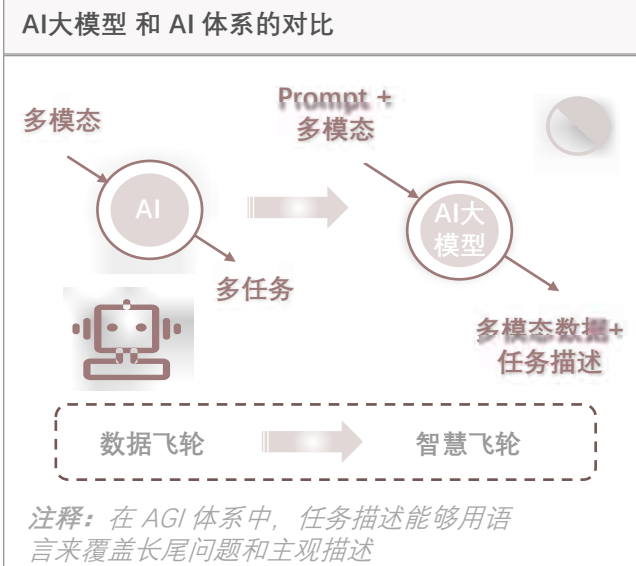 AI大模型 和 AI 体系的对比
多模态
Prompt +
多模态
AI
AI大
模型
多任务
多模态数据+
任务描述
数据飞轮
智慧飞轮
注释：在 AGI 体系中，任务描述能够用语
言来覆盖长尾问题和主观描述